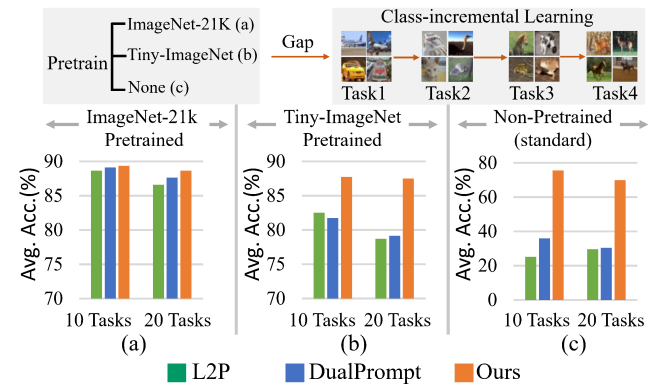 Pretrain
ImageNet-21K (a)
Tiny-ImageNet (b)
None (c)
Gap
Class-incremental Learning
Task1 Task2 Task3 Task4
ImageNet-21k
Pretrained
Avg. Acc.(%)
90
85
80
75
70
10 Tasks 20 Tasks
(a)
Tiny-ImageNet
Pretrained
Avg. Acc.(%)
90
85
80
75
70
10 Tasks 20 Tasks
(b)
Non-Pretrained
(standard)
Avg. Acc.(%)
80
60
40
20
0
10 Tasks 20 Tasks
(c)
L2P DualPrompt Ours